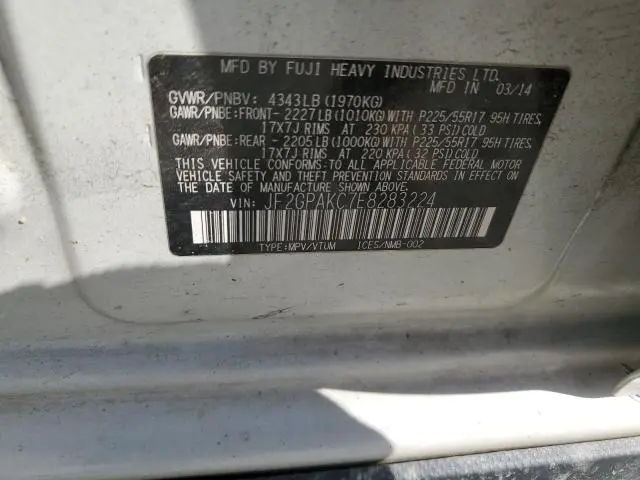 MFD BY FUJI HEAVY INDUSTRIES LTD.
MFD IN 03/14
GVWR/PNBV: 4343LB(1970KG)
GAWR/PNBE:FRONT- 2227LB(1010KG)WITH P225/55R17 95H TIRES,
17X7J RIMS AT 230 KPA(33 PSI)COLD
GAWR/PNBE:REAR - 2205LB(1000KG)WITH P225/55R17 95H TIRES,
17X7J RIMS AT 220 KPA(32 PSI)COLD
THIS VEHICLE CONFORMS TO ALL APPLICABLE FEDERAL MOTOR
VEHICLE SAFETY AND THEFT PREVENTION STANDARDS IN EFFECT
ON THE DATE OF MANUFACTURE SHOWN ABOVE.
VIN: JF2GPAKC7E8283224
TYPE:MPV/VTUM ICES/NMB-002